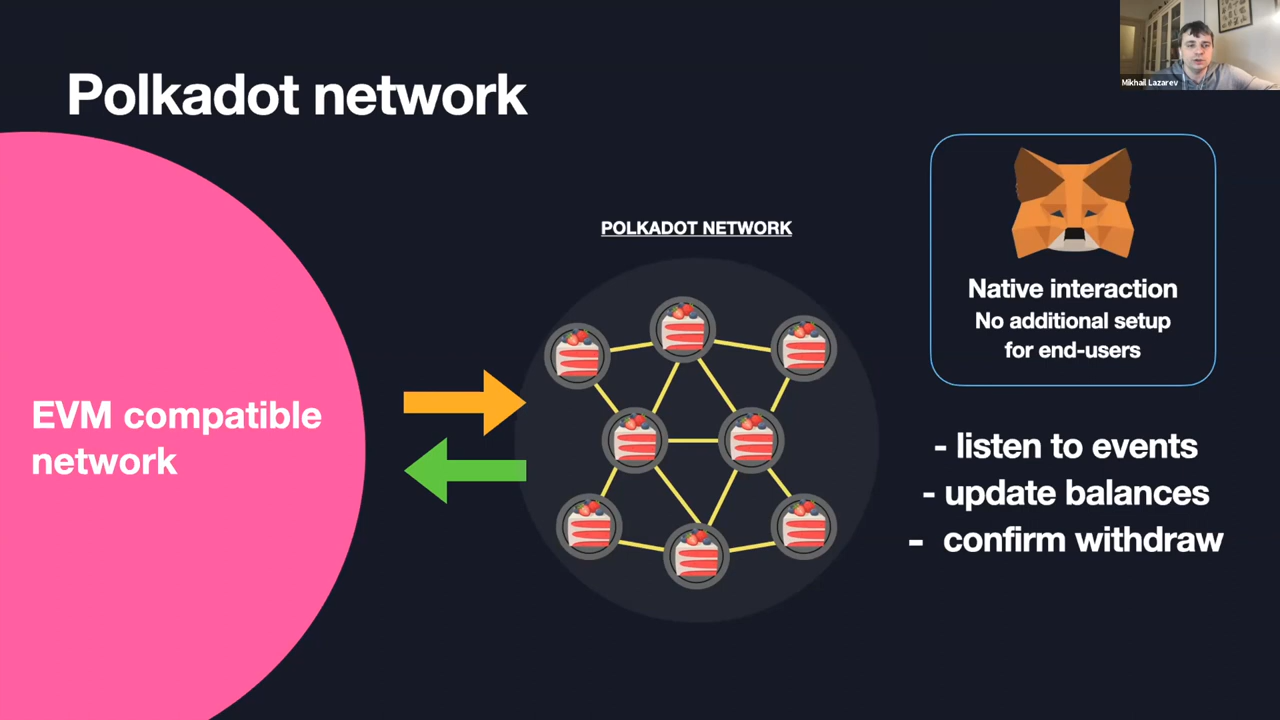 Polkadot network
Mikhail Lazarev
POLKADOT NETWORK
EVM compatible
network
Native interaction
No additional setup
for end-users
- listen to events
- update balances
- confirm withdraw